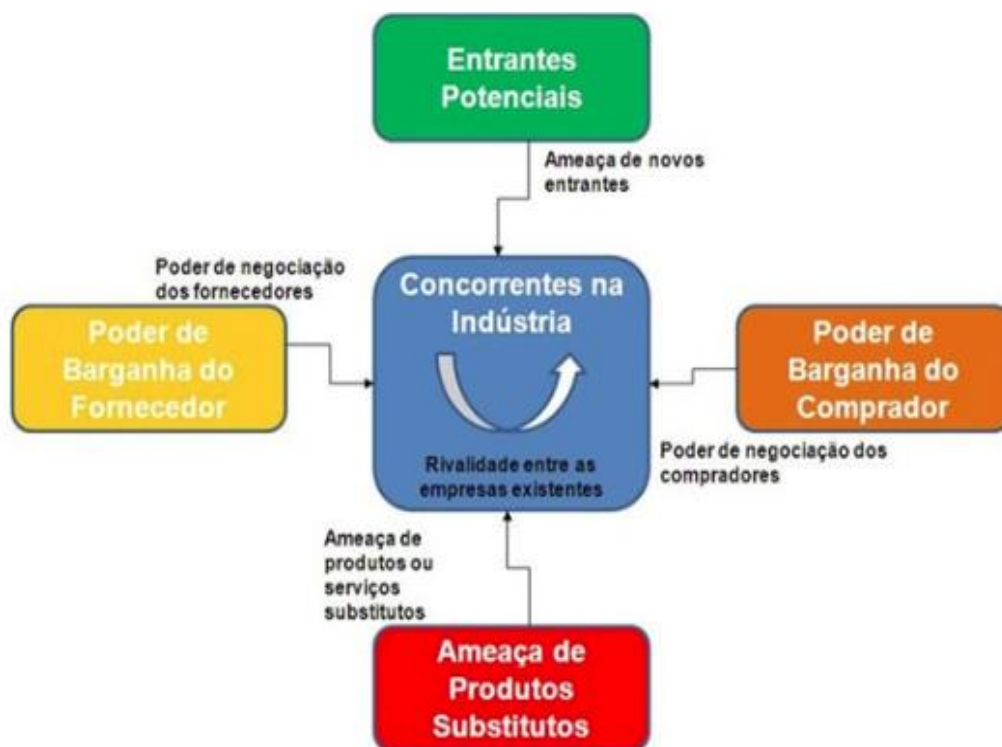 Entrantes
Potenciais
Ameaça de novos
entrantes
Poder de negociação
dos fornecedores
Poder de
Barganha do
Fornecedor
Concorrentes na
Indústria
Rivalidade entre as
empresas existentes
Poder de
Barganha do
Comprador
Poder de negociação dos
compradores
Ameaça de
produtos ou
serviços
substitutos
Ameaça de
Produtos
Substitutos